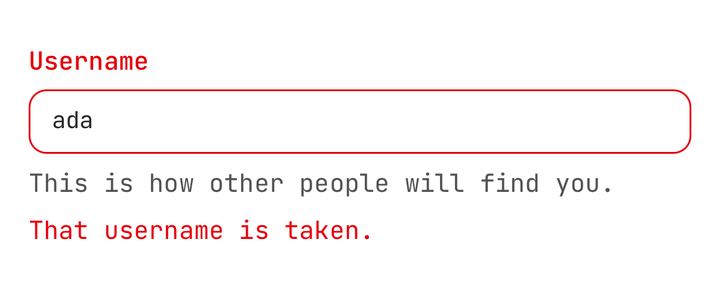 Username
ada
This is how other people will find you.
That username is taken.